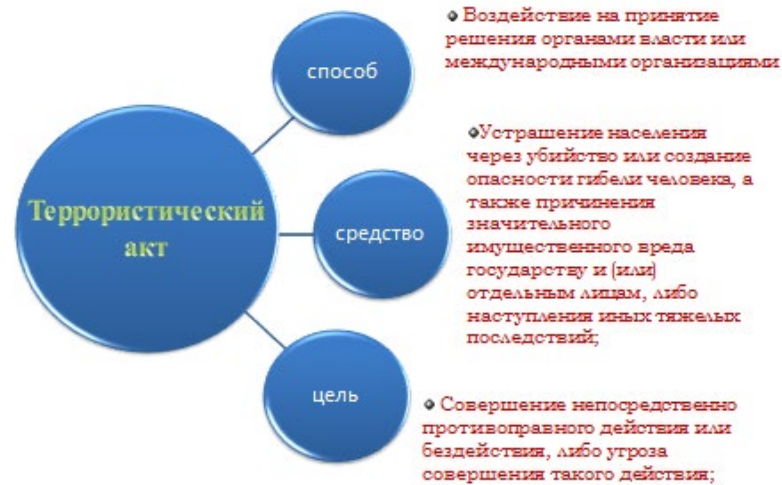 Террористический
акт
способ
• Воздействие на принятие
решения органами власти или
международными организациями
средство
•Устрашение населения
через убийство или создание
опасности гибели человека, а
также причинения
значительного
имущественного вреда
государству и (или)
отдельным лицам, либо
наступления иных тяжелых
последствий;
цель
• Совершение непосредственно
противоправного действия или
бездействия, либо угроза
совершения такого действия;